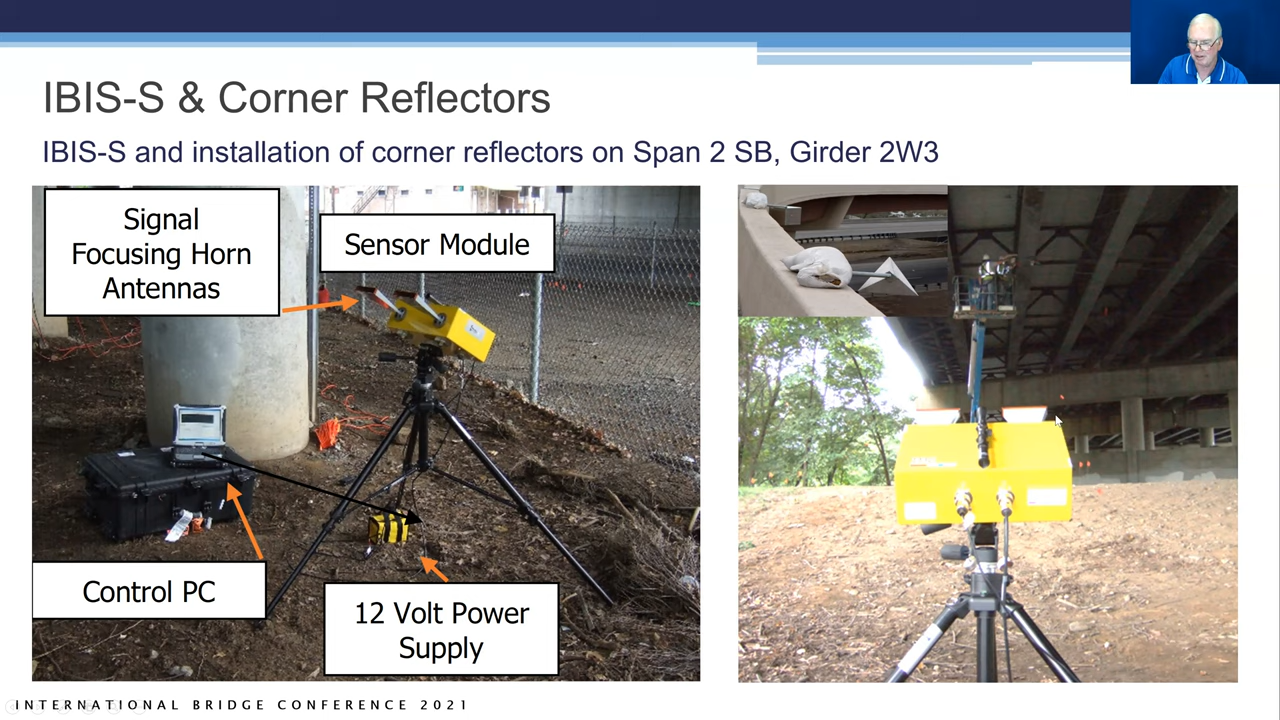 IBIS-S & Corner Reflectors
IBIS-S and installation of corner reflectors on Span 2 SB, Girder 2W3
Signal
Focusing Horn
Antennas
Sensor Module
Control PC
12 Volt Power
Supply
INTERNATIONAL BRIDGE CONFERENCE 2021